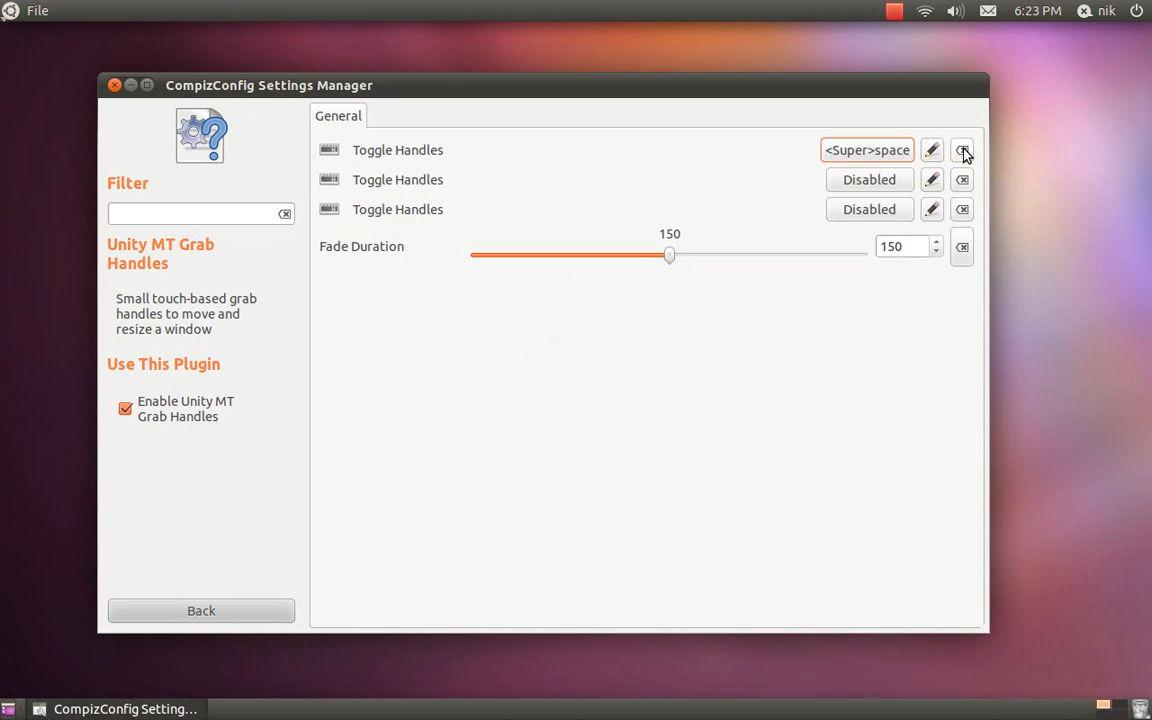 File
6:23 PM
nik
CompizConfig Settings Manager
General
Toggle Handles
<Super>space
Filter
Toggle Handles
Disabled
Toggle Handles
Disabled
Unity MT Grab
Handles
150
Fade Duration
150
Small touch-based grab
handles to move and
resize a window
Use This Plugin
Enable Unity MT
Grab Handles
Back
CompizConfig Setting...